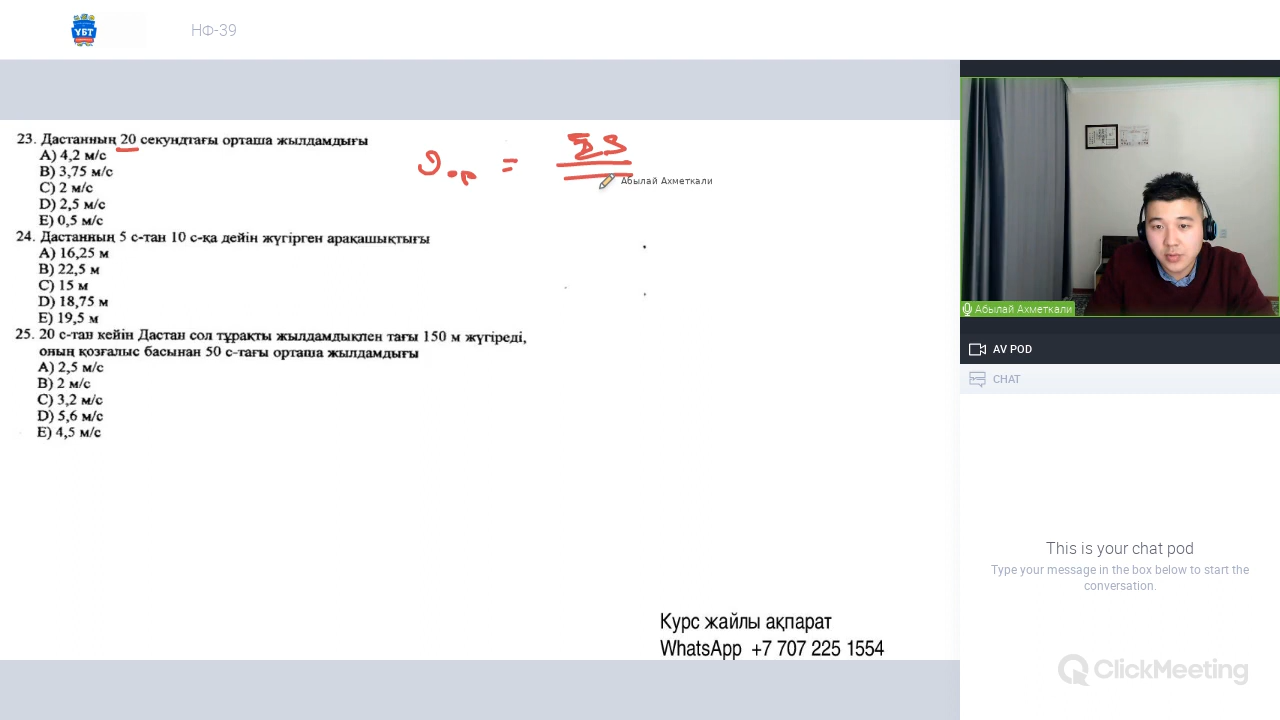 ҰБТ
НФ-39
23. Дастанның 20 секундтағы орташа жылдамдығы
A) 4,2 м/с
B) 3,75 м/с
C) 2 м/с
D) 2,5 м/с
E) 0,5 м/с
24. Дастанның 5 с-тан 10 с-қа дейін жүгірген арақашықтығы
A) 16,25 м
B) 22,5 м
C) 15 м
D) 18,75 м
E) 19,5 м
25. 20 с-тан кейін Дастан сол тұрақты жылдамдықпен тағы 150 м жүгіреді,
оның қозғалыс басынан 50 с-тағы орташа жылдамдығы
A) 2,5 м/с
B) 2 м/с
C) 3,2 м/с
D) 5,6 м/с
E) 4,5 м/с
υ ор = ΣS
Абылай Ахметкали
Курс жайлы ақпарат
WhatsApp +7 707 225 1554
Абылай Ахметкали
AV POD
CHAT
This is your chat pod
Type your message in the box below to start the
conversation.
ClickMeeting